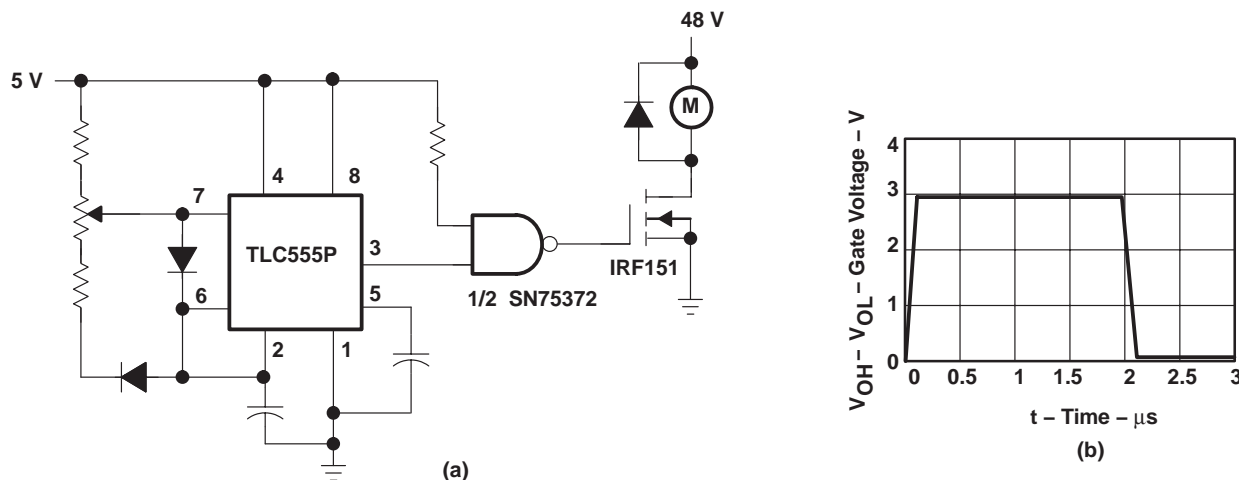 48 V
5 V
M
4
8
7
TLC555P
3
6
5
2
1
IRF151
1/2 SN75372
(a)
VOH – VOL – Gate Voltage – V
4
3
2
1
0
0 0.5 1 1.5 2 2.5 3
t – Time – μs
(b)